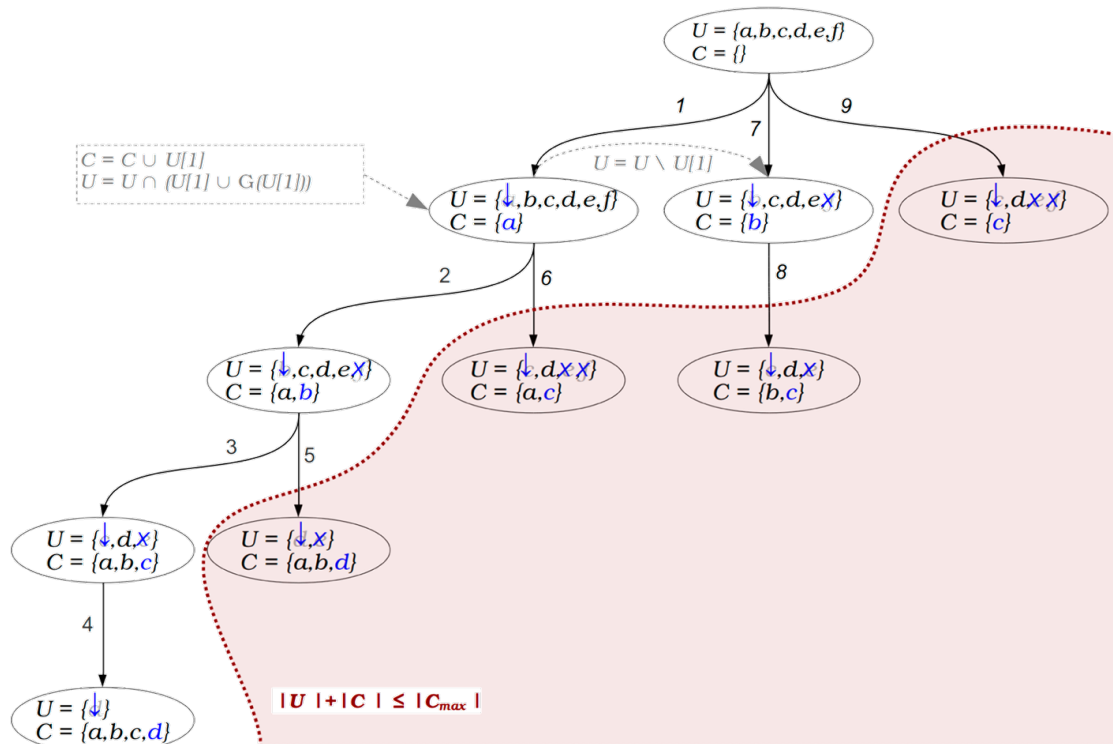 U = {a,b,c,d,e,f}
C = {}
1
7
9
C = C ∪ U[1]
U = U ∩ (U[1] ∪ G(U[1]))
U = U \ U[1]
U = {a,b,c,d,e,f}
C = {a}
U = {b,c,d,e,f}
C = {b}
U = {c,d,e,f}
C = {c}
2
6
8
U = {b,c,d,e,f}
C = {a,b}
U = {c,d,e,f}
C = {a,c}
U = {c,d,e}
C = {b,c}
3
5
U = {c,d,e}
C = {a,b,c}
U = {d,e}
C = {a,b,d}
4
U = {d}
C = {a,b,c,d}
| U | + | C | ≤ | Cmax |